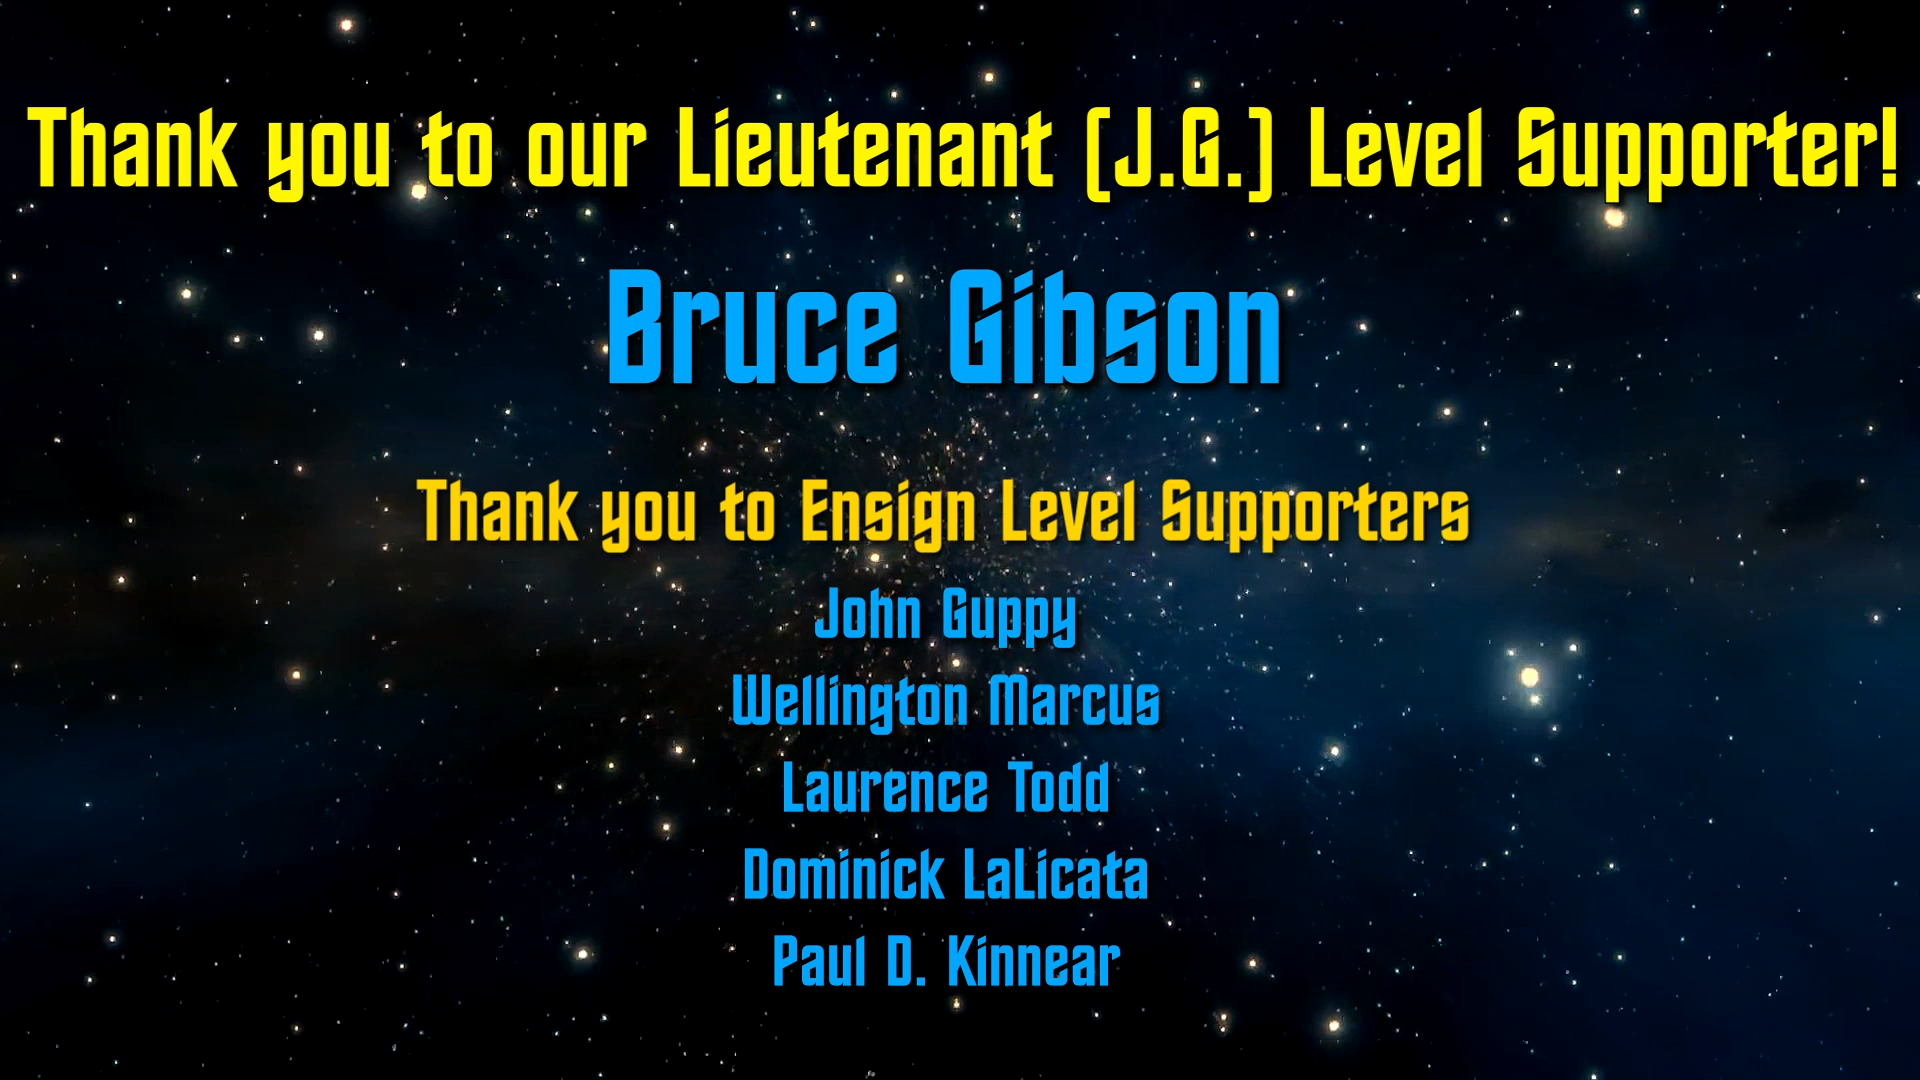 Thank you to our Lieutenant (J.G.) Level Supporter!
Bruce Gibson
Thank you to Ensign Level Supporters
John Guppy
Wellington Marcus
Laurence Todd
Dominick LaLicata
Paul D. Kinnear